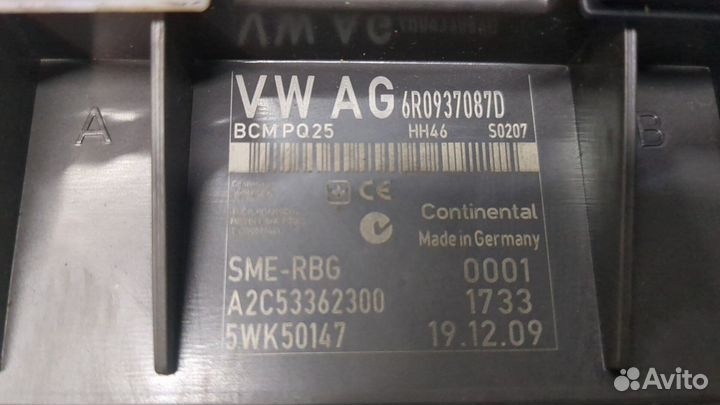 VW AG 6R0937087D
BCM PQ25 HH46 S0207
A
B
CE
Continental
Made in Germany
SME-RBG 0001
A2C53362300 1733
5WK50147 19.12.09
Avito